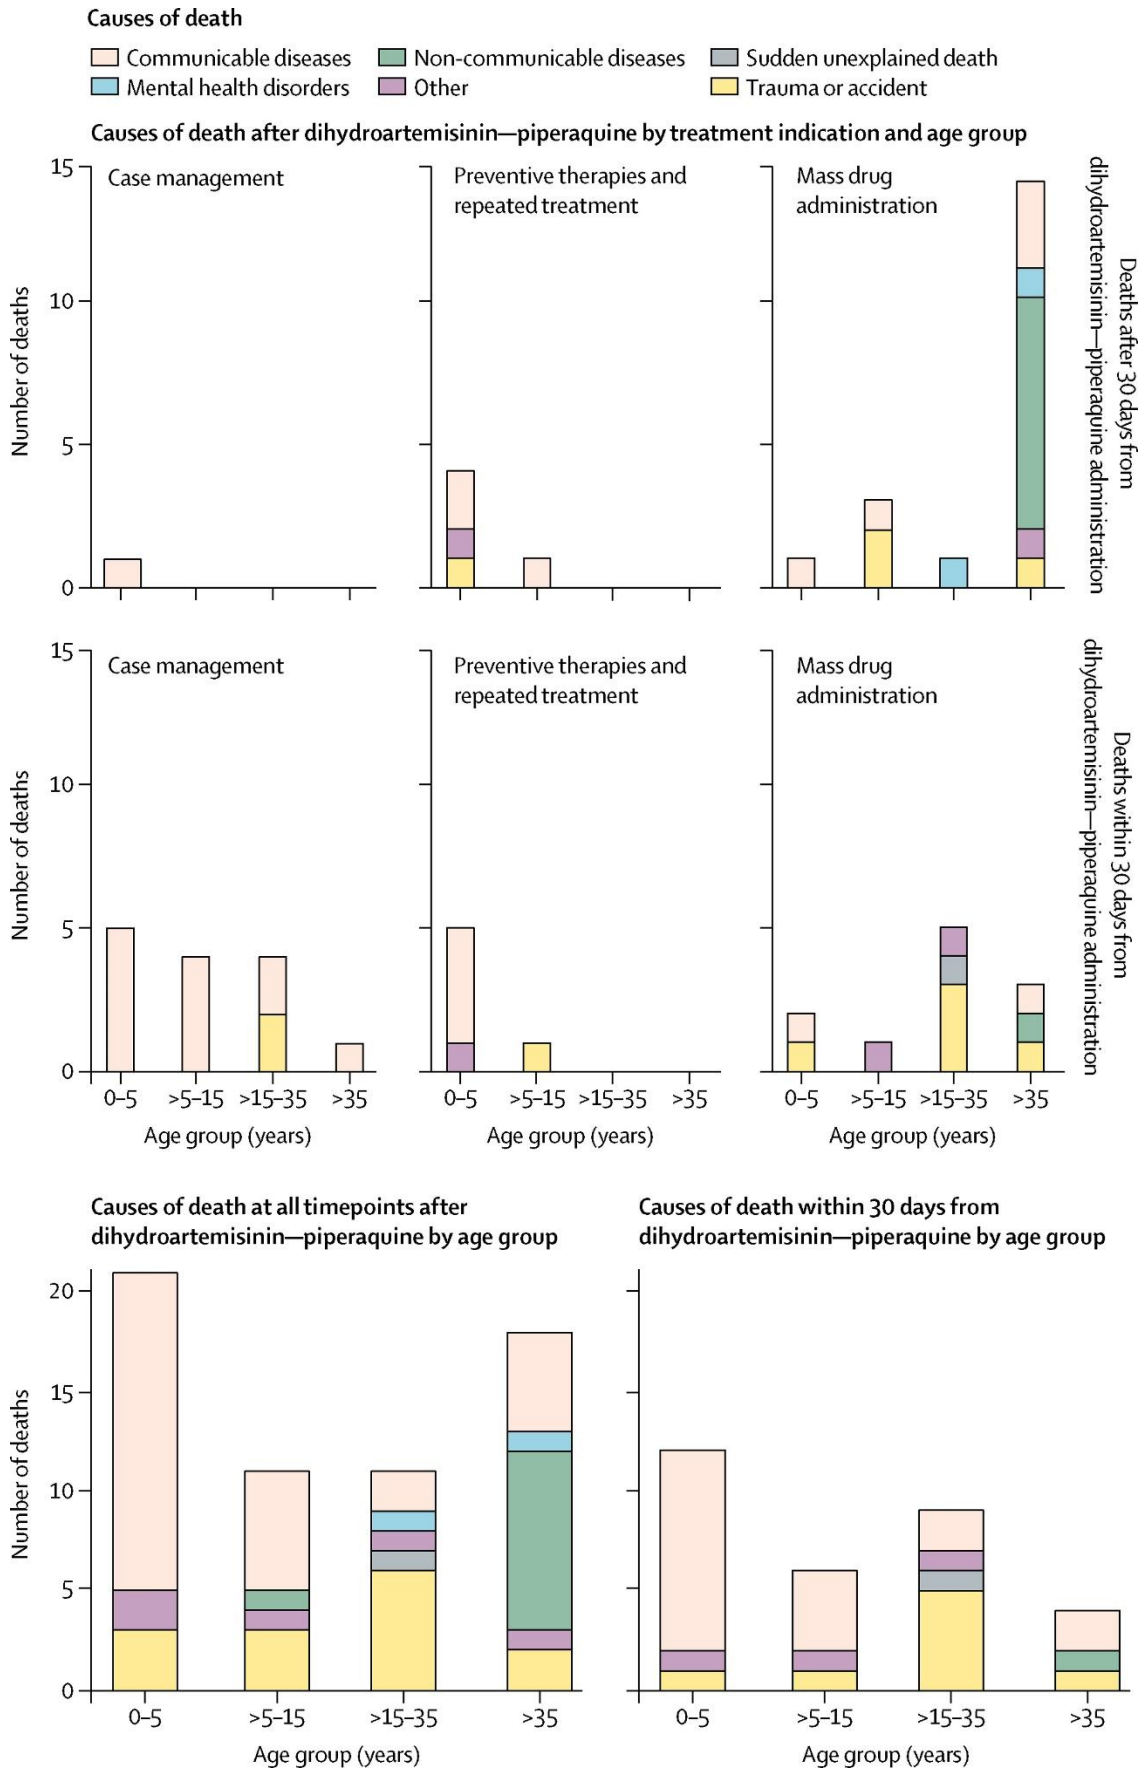 Causes of death
Communicable diseases
Non-communicable diseases
Sudden unexplained death
Mental health disorders
Other
Trauma or accident
Causes of death after dihydroartemisinin—piperaquine by treatment indication and age group
Number of deaths
15
10
5
0
Case management
Preventive therapies and
repeated treatment
Mass drug
administration
Deaths after 30 days from
dihydroartemisinin—piperaquine administration
Number of deaths
15
10
5
0
Case management
Preventive therapies and
repeated treatment
Mass drug
administration
Deaths within 30 days from
dihydroartemisinin—piperaquine administration
0–5 >5–15 >15–35 >35
0–5 >5–15 >15–35 >35
0–5 >5–15 >15–35 >35
Age group (years)
Age group (years)
Age group (years)
Causes of death at all timepoints after
dihydroartemisinin—piperaquine by age group
Number of deaths
20
15
10
5
0
0–5 >5–15 >15–35 >35
Age group (years)
Causes of death within 30 days from
dihydroartemisinin—piperaquine by age group
0–5 >5–15 >15–35 >35
Age group (years)